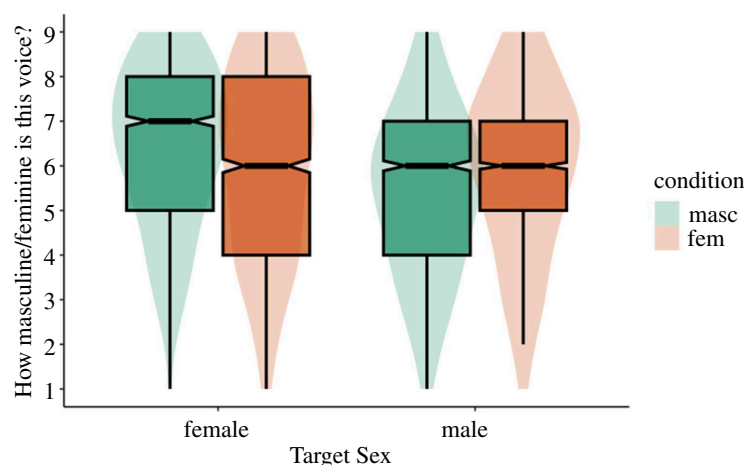 How masculine/feminine is this voice?
9
8
7
6
5
4
3
2
1
female
male
Target Sex
condition
masc
fem